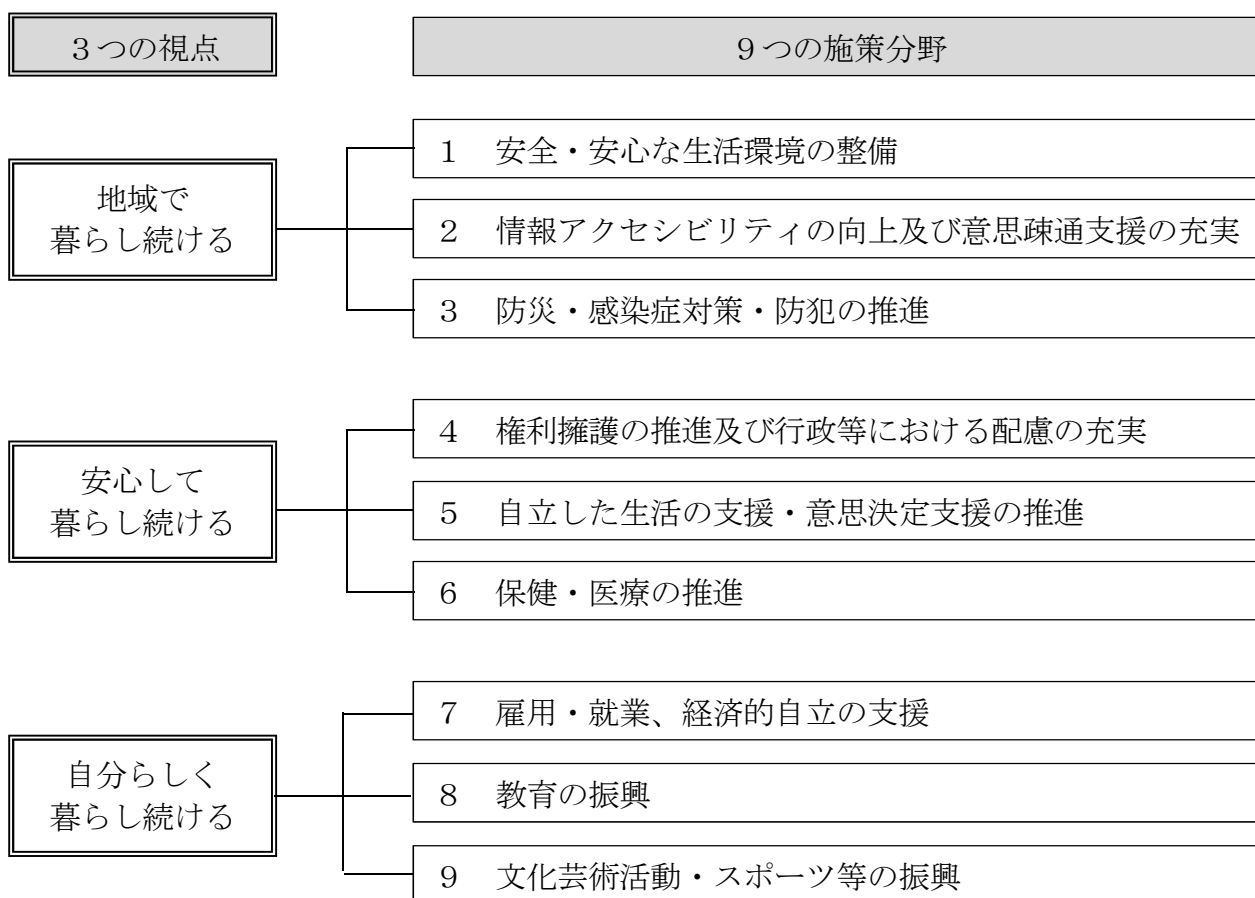 ３つの視点
９つの施策分野
地域で
暮らし続ける
１　安全・安心な生活環境の整備
２　情報アクセシビリティの向上及び意思疎通支援の充実
３　防災・感染症対策・防犯の推進
安心して
暮らし続ける
４　権利擁護の推進及び行政等における配慮の充実
５　自立した生活の支援・意思決定支援の推進
６　保健・医療の推進
自分らしく
暮らし続ける
７　雇用・就業、経済的自立の支援
８　教育の振興
９　文化芸術活動・スポーツ等の振興